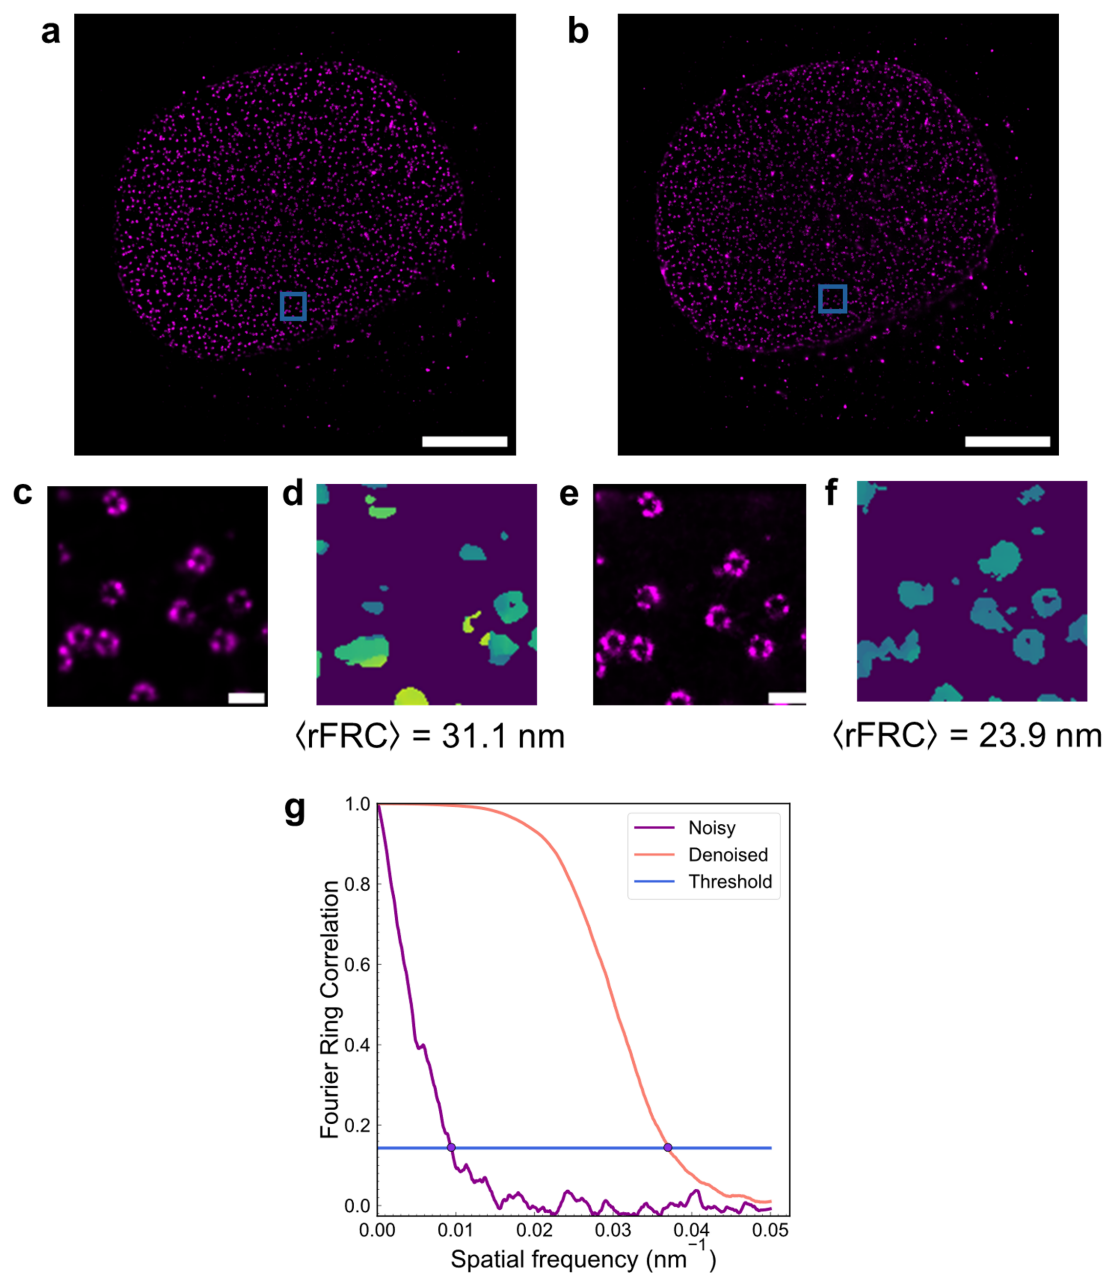 a
b
c
d
e
f
⟨rFRC⟩ = 31.1 nm
⟨rFRC⟩ = 23.9 nm
g
1.0
0.8
0.6
0.4
0.2
0.0
Fourier Ring Correlation
Noisy
Denoised
Threshold
0.00 0.01 0.02 0.03 0.04 0.05
Spatial frequency (nm⁻¹)